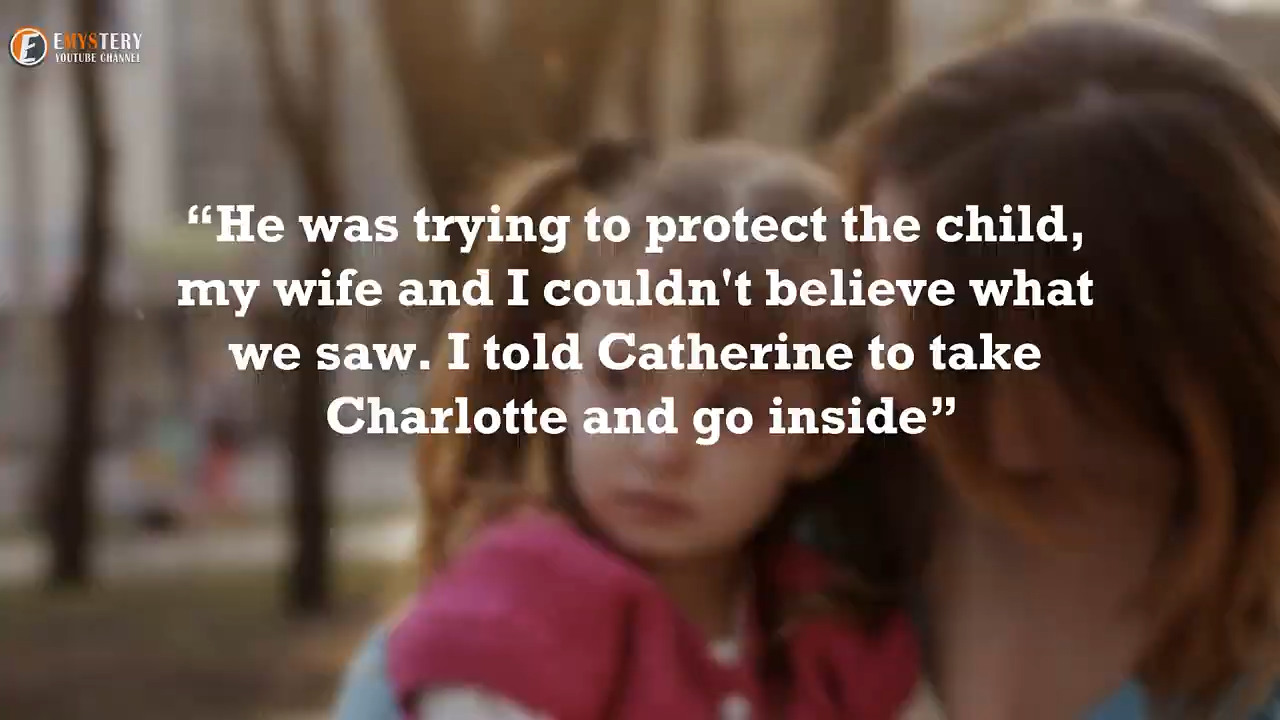 EMYSTERY
YOUTUBE CHANNEL
“He was trying to protect the child,
my wife and I couldn't believe what
we saw. I told Catherine to take
Charlotte and go inside”